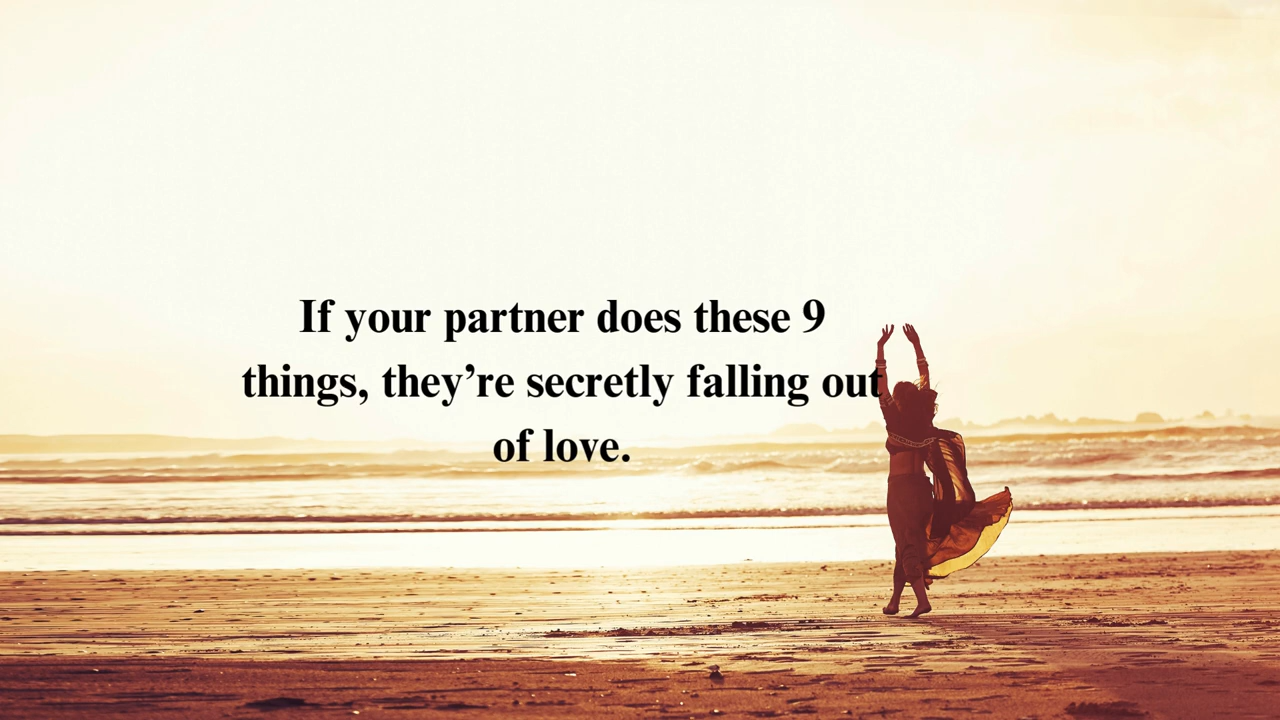 If your partner does these 9
things, they’re secretly falling out
of love.